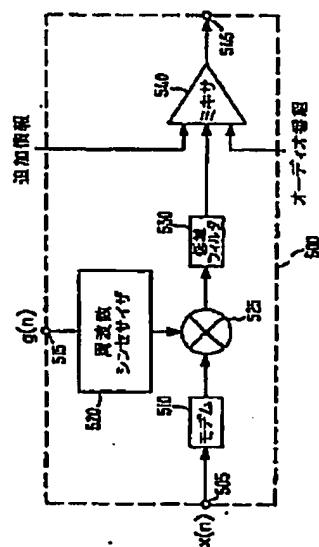 x(n)
505
モデム
510
525
g(n)
515
周波数
シンセサイザ
520
低域
フィルタ
530
追加情報
ミキサ
540
545
オーディオ番組
500